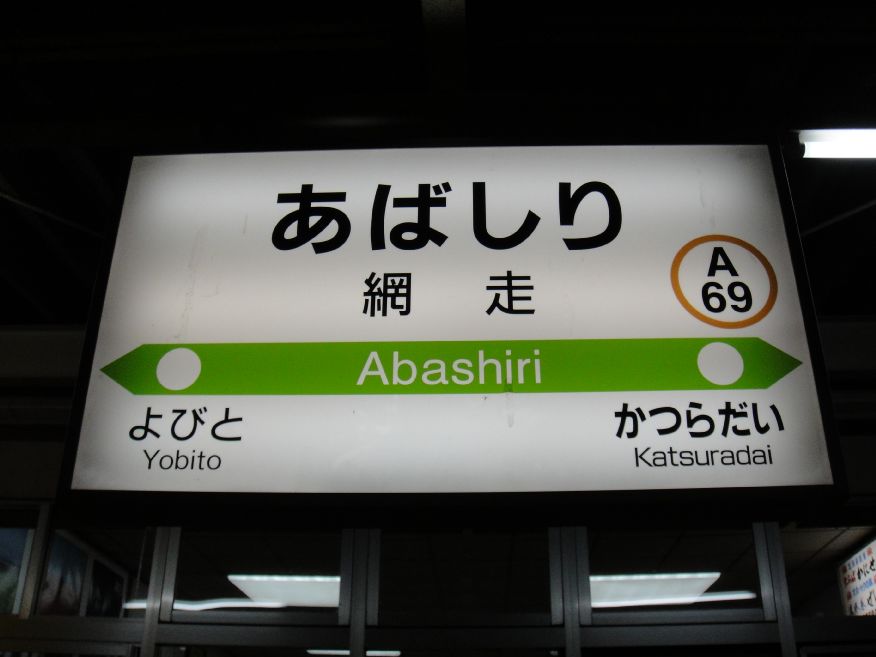 あばしり
網走
A
69
Abashiri
よびと
Yobito
かつらだい
Katsuradai